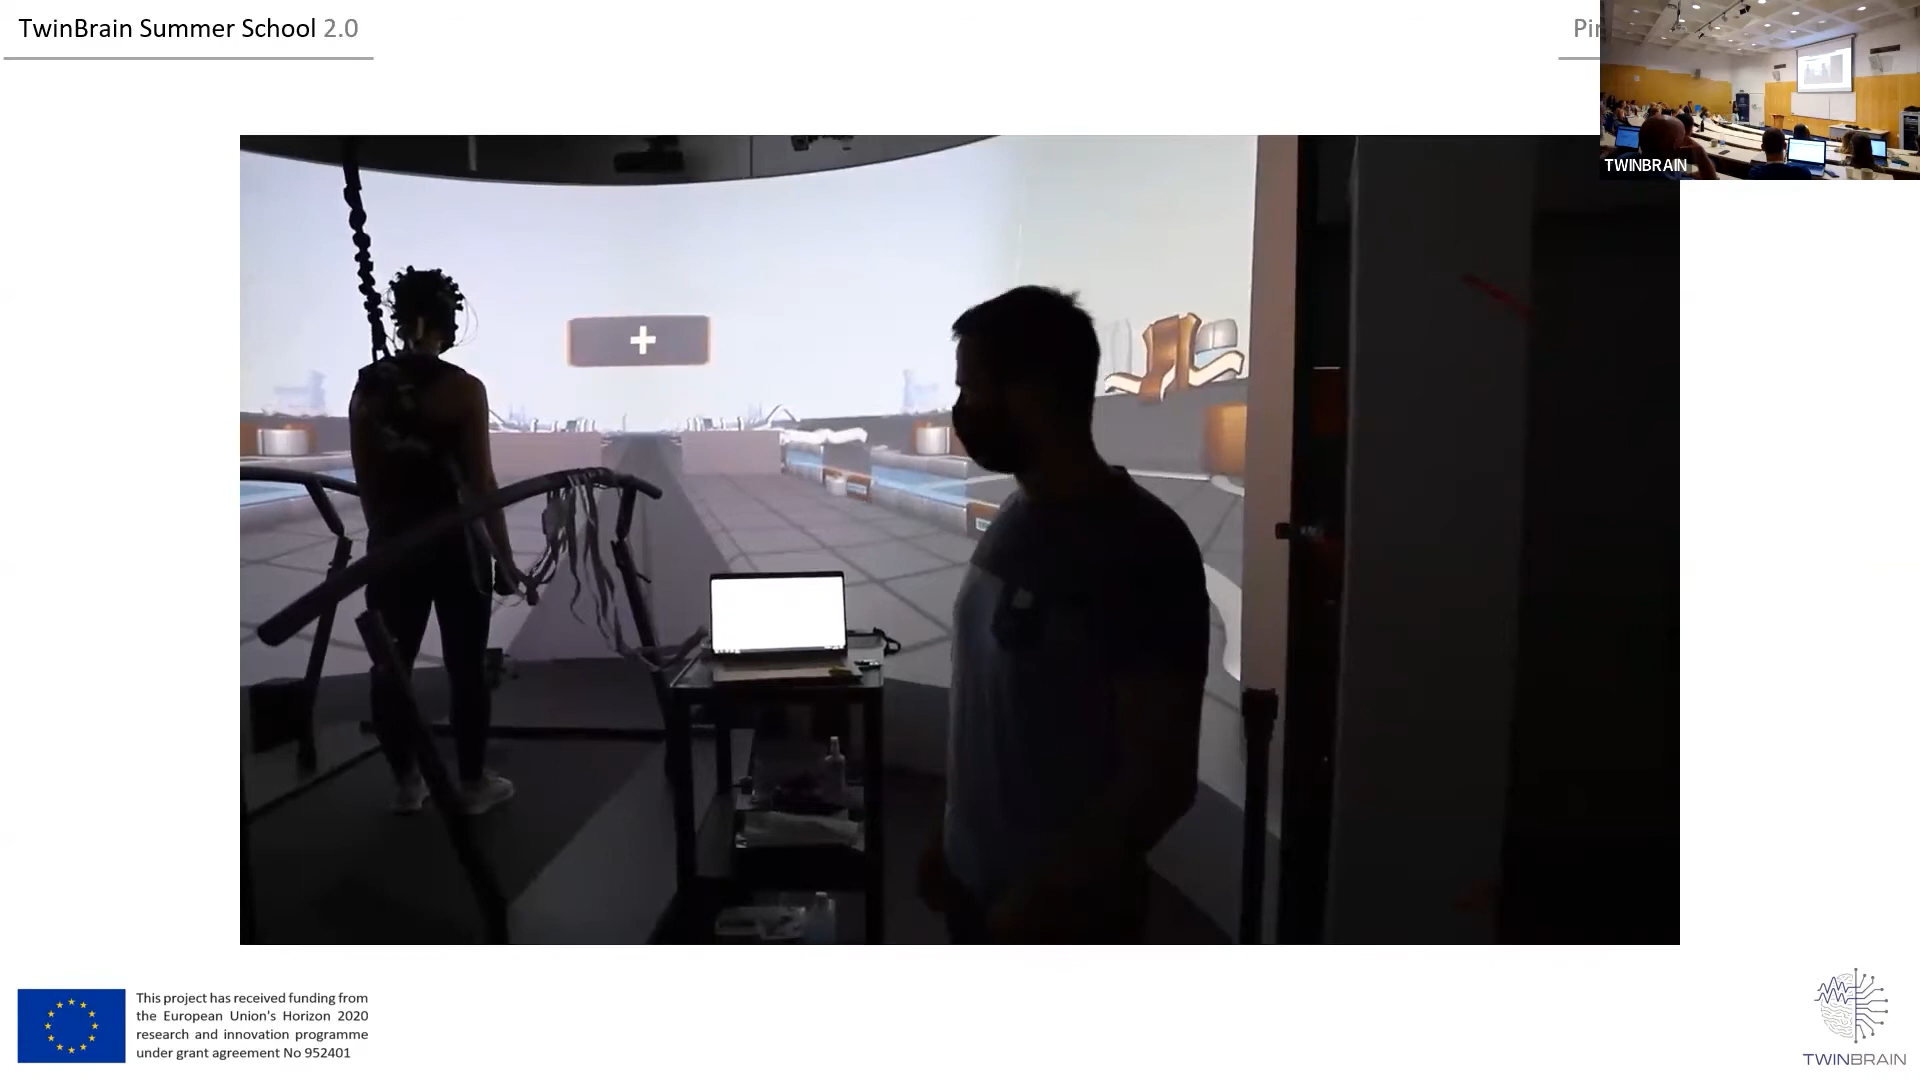 TwinBrain Summer School 2.0
TWINBRAIN
This project has received funding from
the European Union's Horizon 2020
research and innovation programme
under grant agreement No 952401
TWINBRAIN